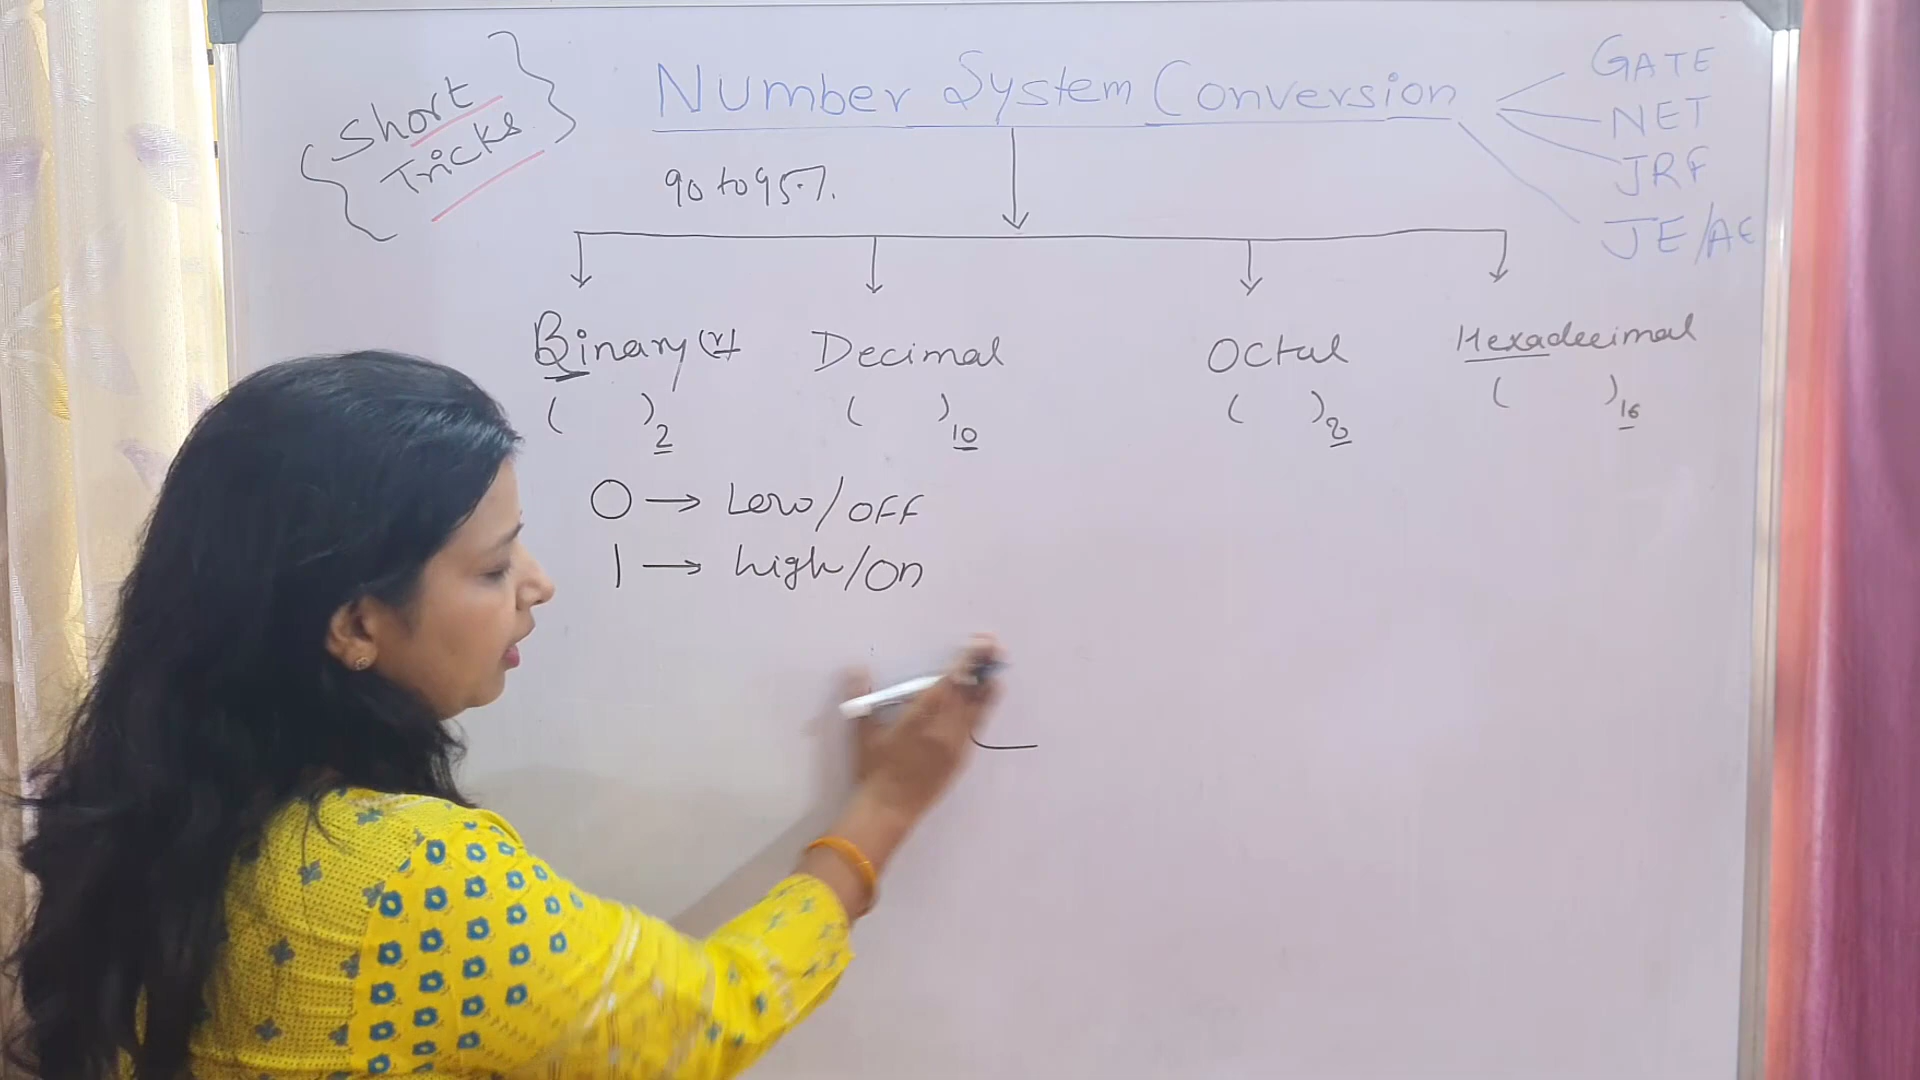 Short
Tricks
Number System Conversion
GATE
NET
JRF
JE/AE
90 to 95%.
Binary (r)
Decimal
Octal
Hexadecimal
( )2
( )10
( )8
( )16
0 → Low/OFF
1 → high/On